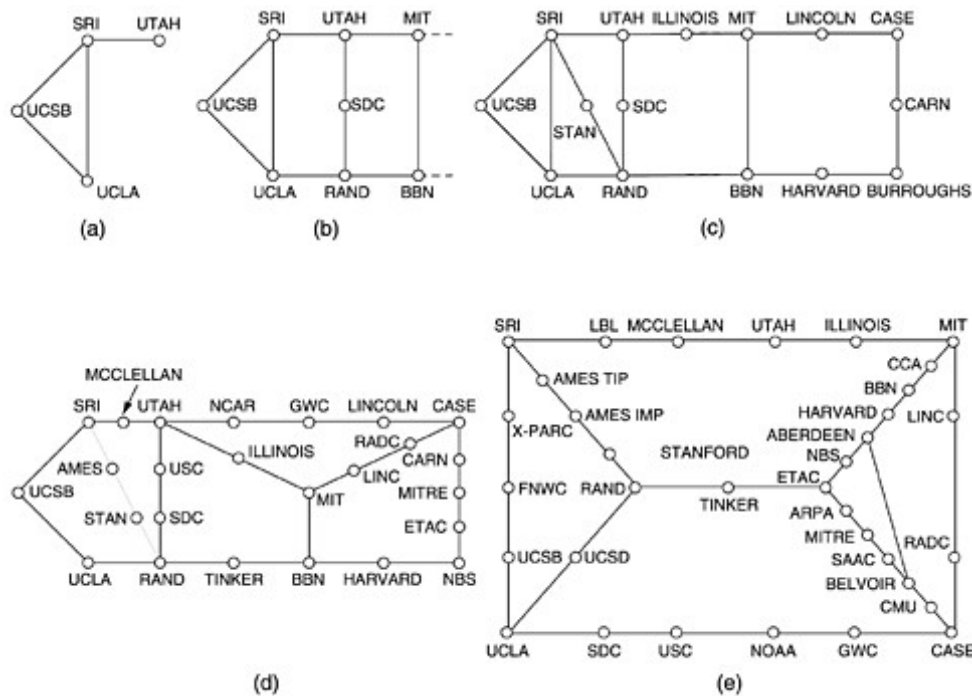 SRI UTAH
UCSB
UCLA
(a)
SRI UTAH MIT
UCSB SDC
UCLA RAND BBN
(b)
SRI UTAH ILLINOIS MIT LINCOLN CASE
UCSB STAN SDC CARN
UCLA RAND BBN HARVARD BURROUGHS
(c)
MCCLELLAN
SRI UTAH NCAR GWC LINCOLN CASE
ILLINOIS RADC
AMES USC LINC CARN
UCSB MIT MITRE
STAN SDC ETAC
UCLA RAND TINKER BBN HARVARD NBS
(d)
SRI LBL MCCLELLAN UTAH ILLINOIS MIT
CCA
AMES TIP
BBN
AMES IMP HARVARD LINC
X-PARC ABERDEEN
STANFORD NBS
FNWC RAND ETAC
TINKER
ARPA
MITRE RADC
UCSB UCSD SAAC
BELVOIR
CMU
UCLA SDC USC NOAA GWC CASE
(e)